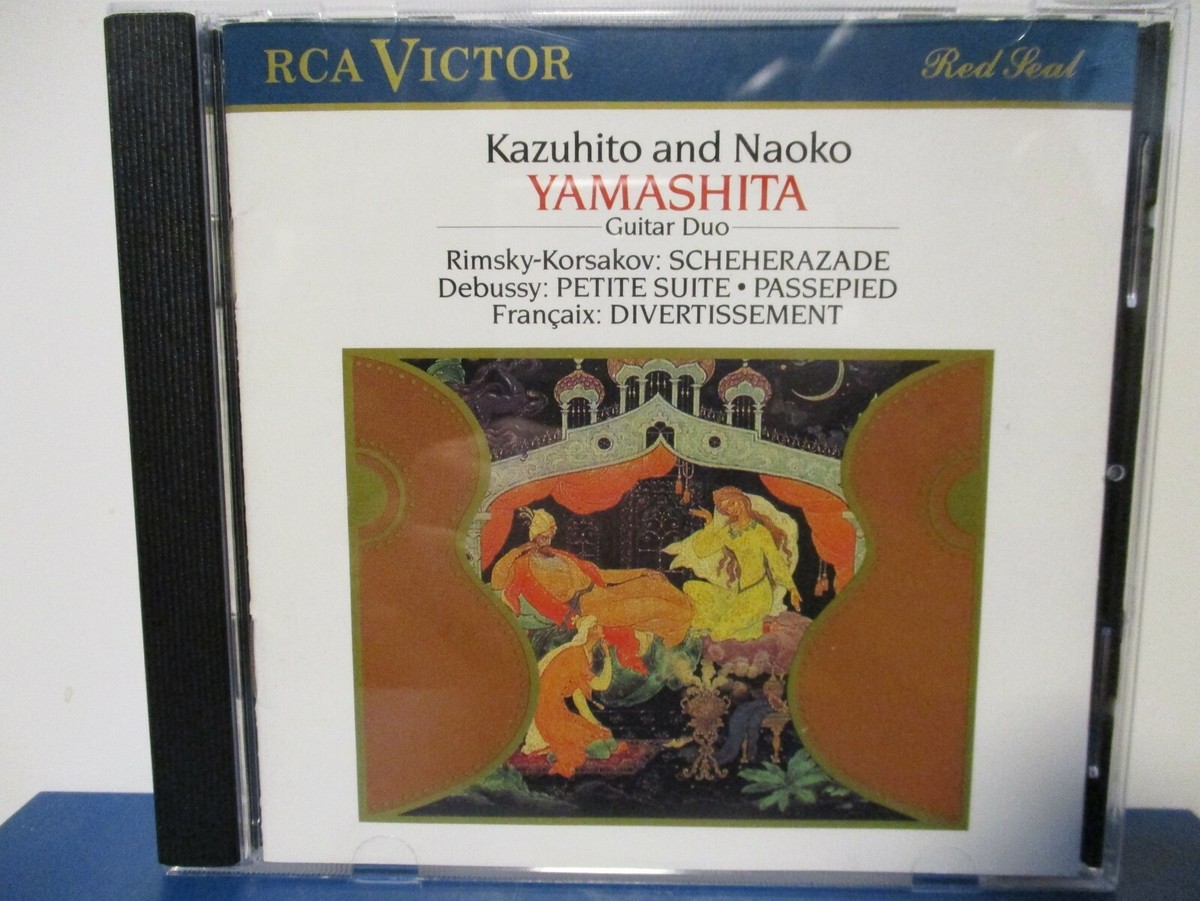 RCA VICTOR
Red Seal
Kazuhito and Naoko
YAMASHITA
Guitar Duo
Rimsky-Korsakov: SCHEHERAZADE
Debussy: PETITE SUITE • PASSEPIED
Françaix: DIVERTISSEMENT